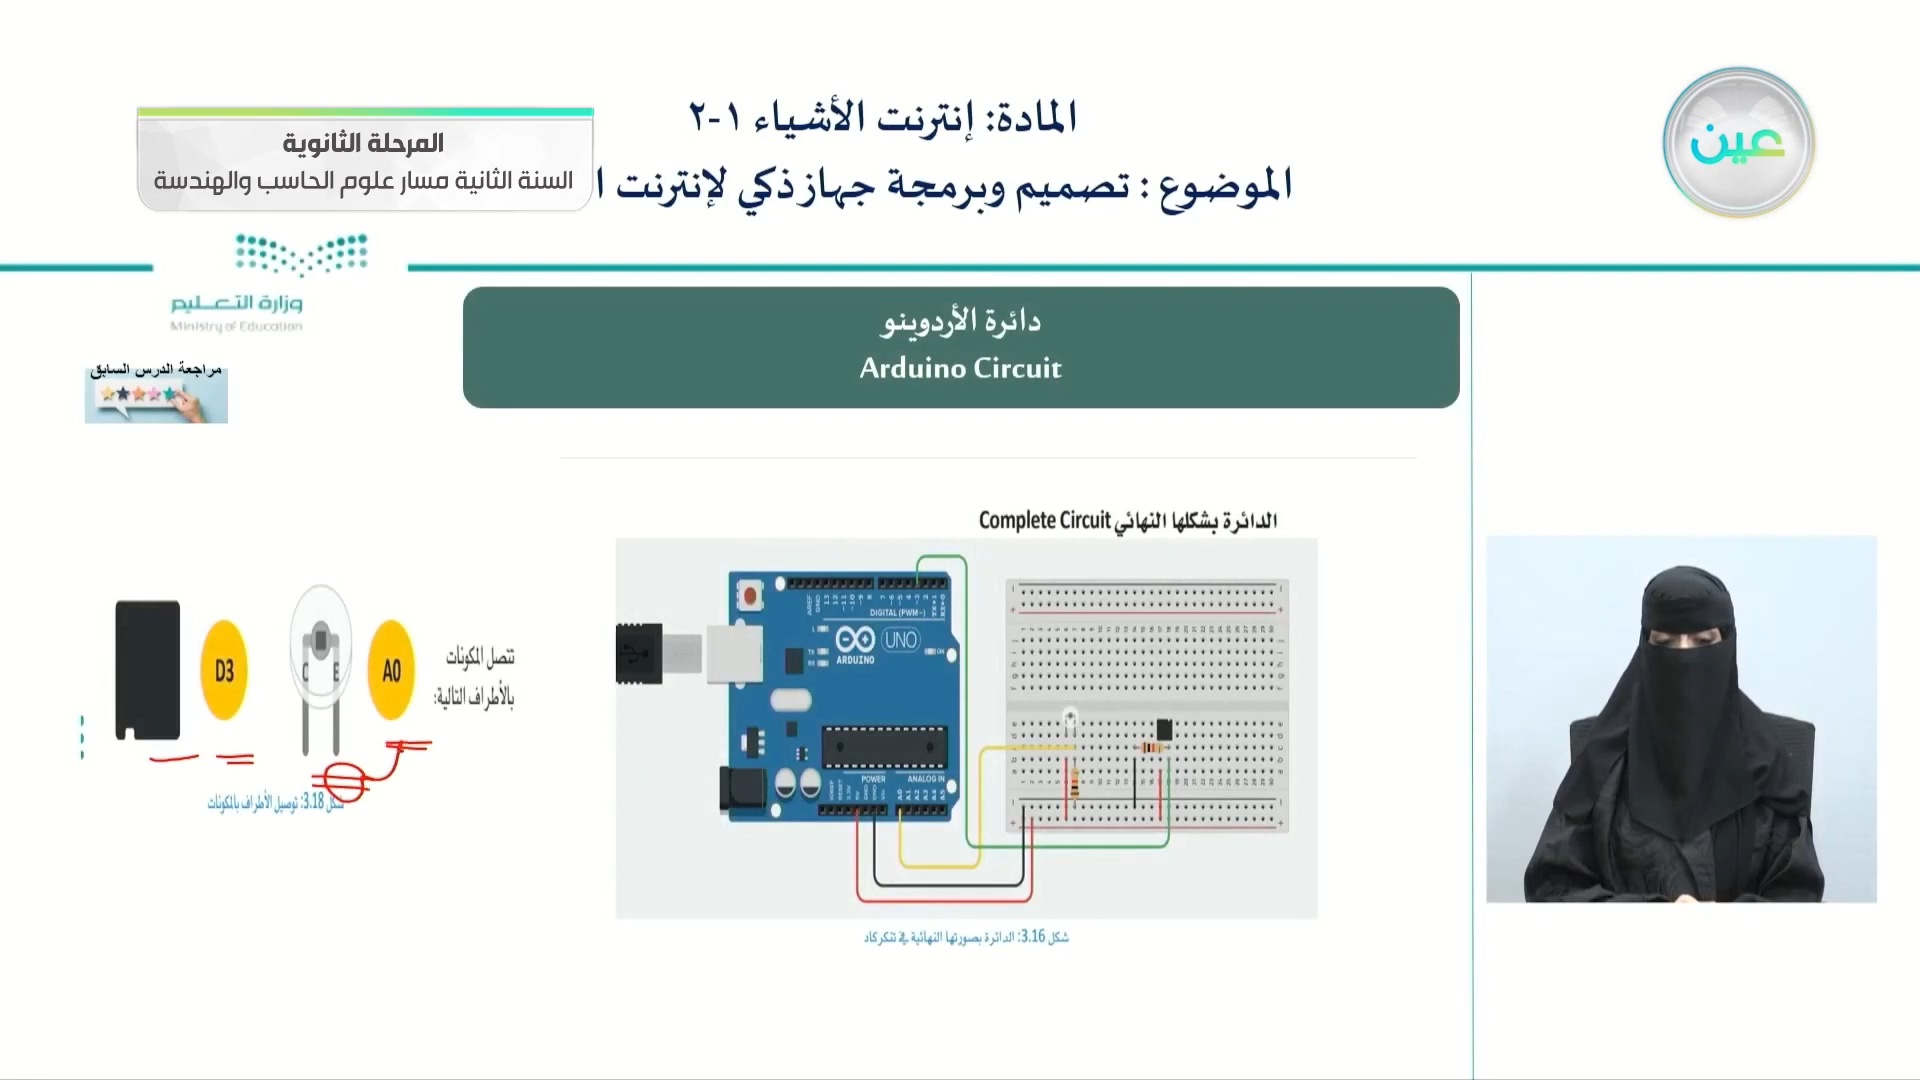 المادة: إنترنت الأشياء ١-٢
المرحلة الثانوية
السنة الثانية مسار علوم الحاسب والهندسة
الموضوع : تصميم وبرمجة جهاز ذكي لإنترنت ا
عين
وزارة التعليم
Ministry of Education
دائرة الأردوينو
Arduino Circuit
مراجعة الدرس السابق
الدائرة بشكلها النهائي Complete Circuit
تتصل المكونات
بالأطراف التالية:
A0
C E
D3
شكل 3.18: توصيل الأطراف بالمكونات
DIGITAL (PWM~)
UNO
ARDUINO
POWER
ANALOG IN
شكل 3.16: الدائرة بصورتها النهائية في تنكركاد